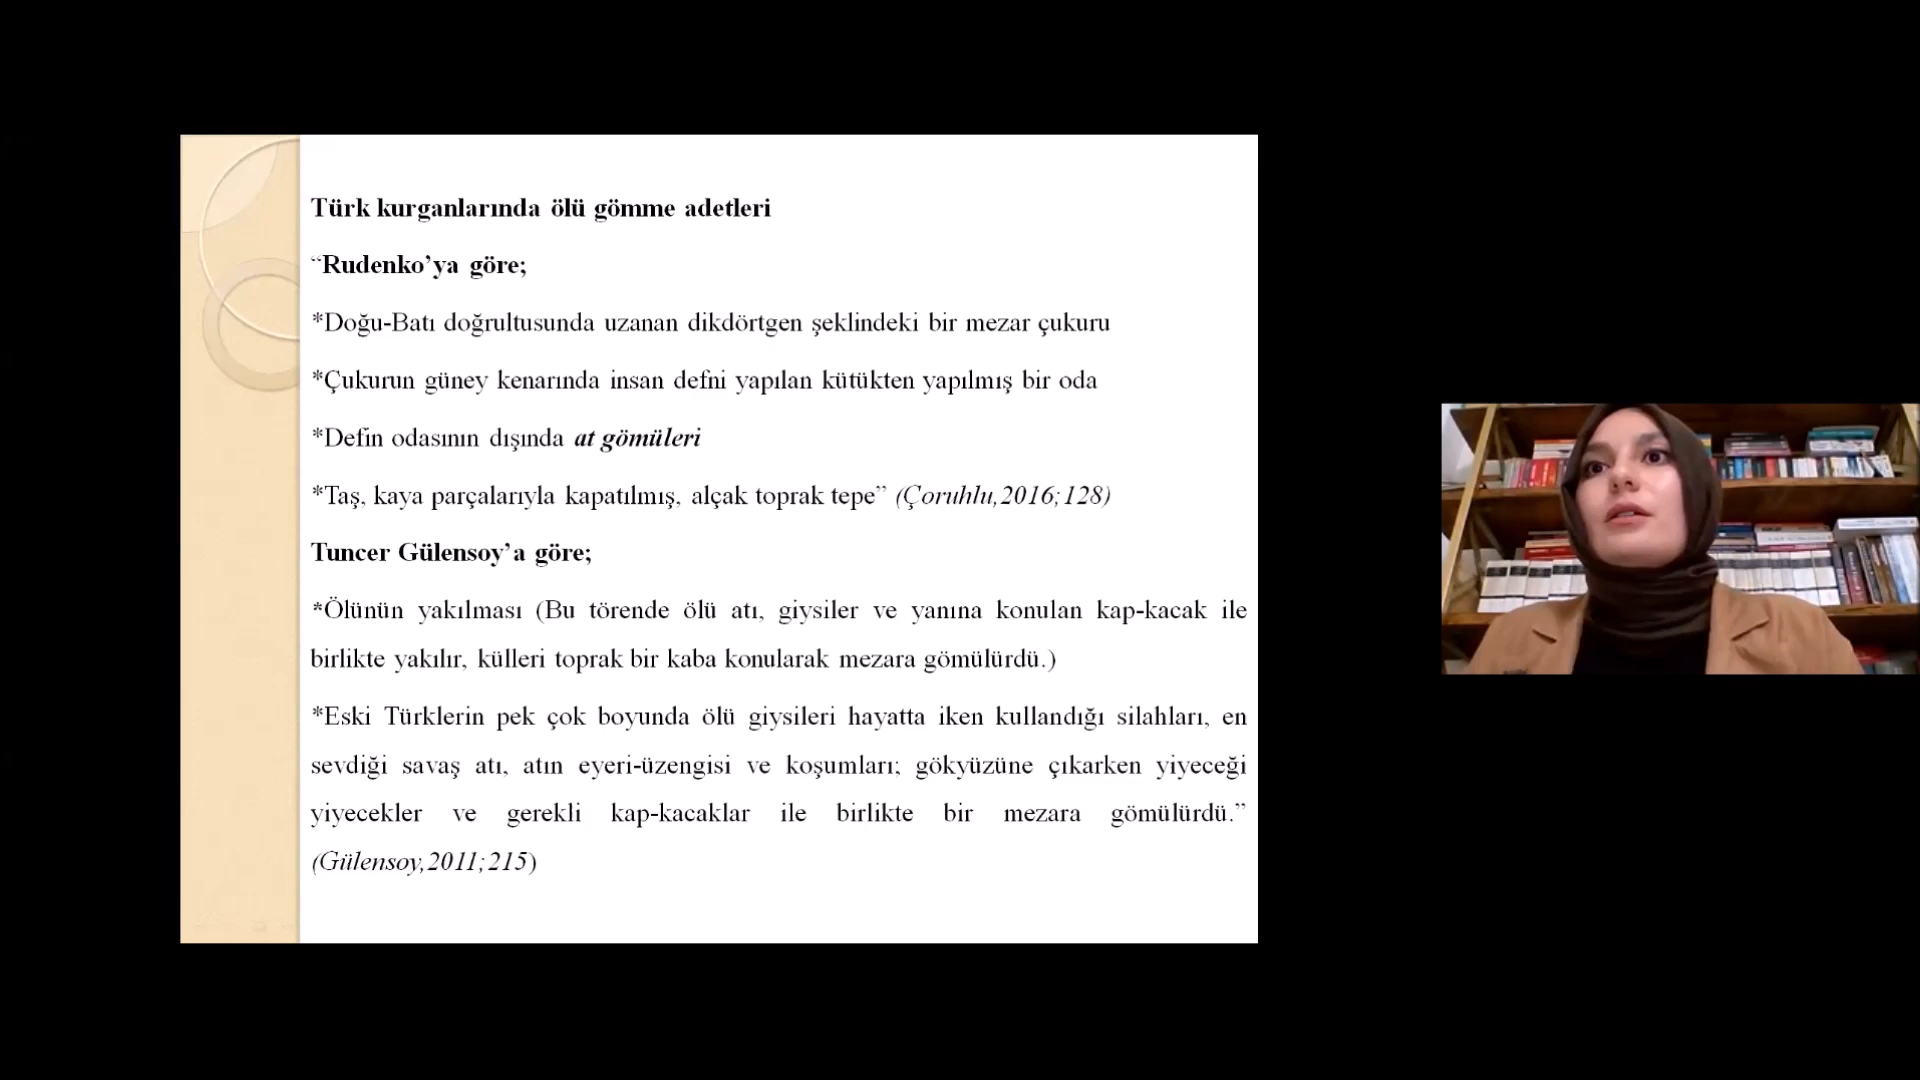 Türk kurganlarında ölü gömme adetleri
“Rudenko’ya göre;
*Doğu-Batı doğrultusunda uzanan dikdörtgen şeklindeki bir mezar çukuru
*Çukurun güney kenarında insan defni yapılan kütükten yapılmış bir oda
*Defin odasının dışında at gömüleri
*Taş, kaya parçalarıyla kapatılmış, alçak toprak tepe” (Çoruhlu,2016;128)
Tuncer Gülensoy’a göre;
*Ölünün yakılması (Bu törende ölü atı, giysiler ve yanına konulan kap-kacak ile
birlikte yakılır, külleri toprak bir kaba konularak mezara gömülürdü.)
*Eski Türklerin pek çok boyunda ölü giysileri hayatta iken kullandığı silahları, en
sevdiği savaş atı, atın eyeri-üzengisi ve koşumları; gökyüzüne çıkarken yiyeceği
yiyecekler ve gerekli kap-kacaklar ile birlikte bir mezara gömülürdü.”
(Gülensoy,2011;215)